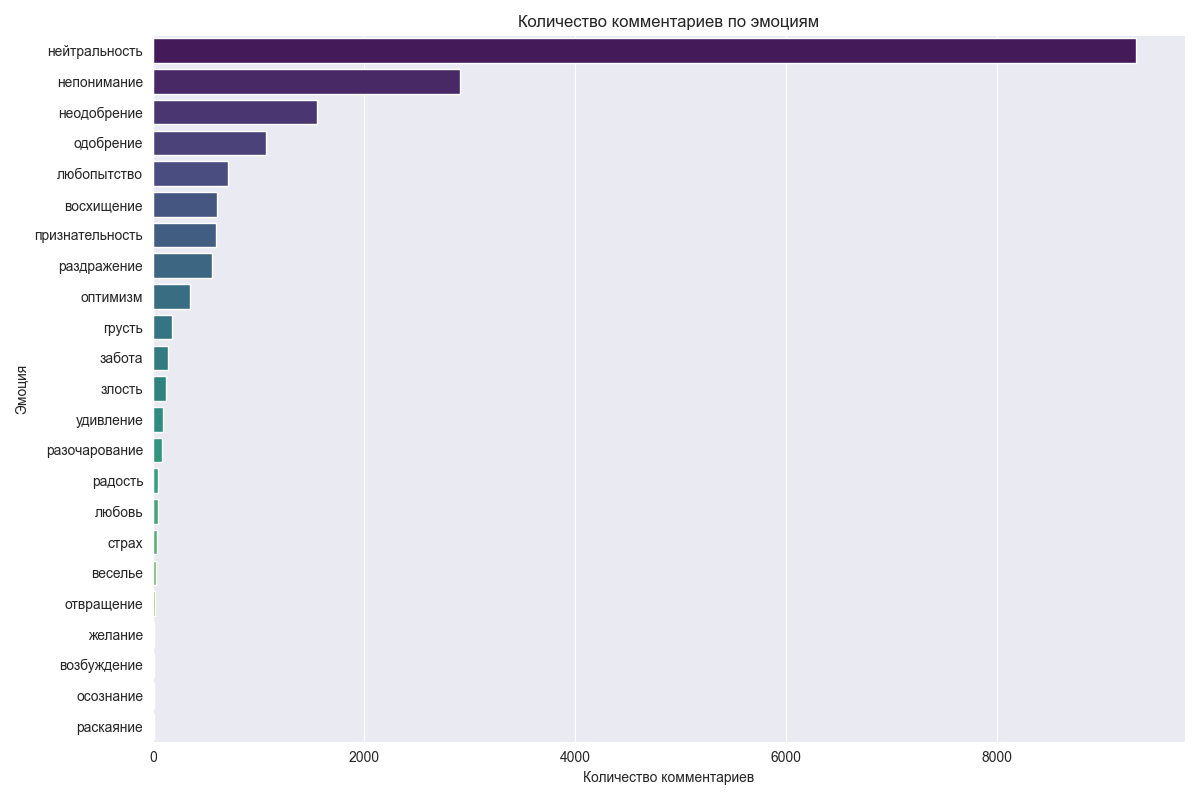 Количество комментариев по эмоциям
нейтральность
непонимание
неодобрение
одобрение
любопытство
восхищение
признательность
раздражение
оптимизм
грусть
забота
злость
удивление
разочарование
радость
любовь
страх
веселье
отвращение
желание
возбуждение
осознание
раскаяние
Эмоция
0 2000 4000 6000 8000
Количество комментариев